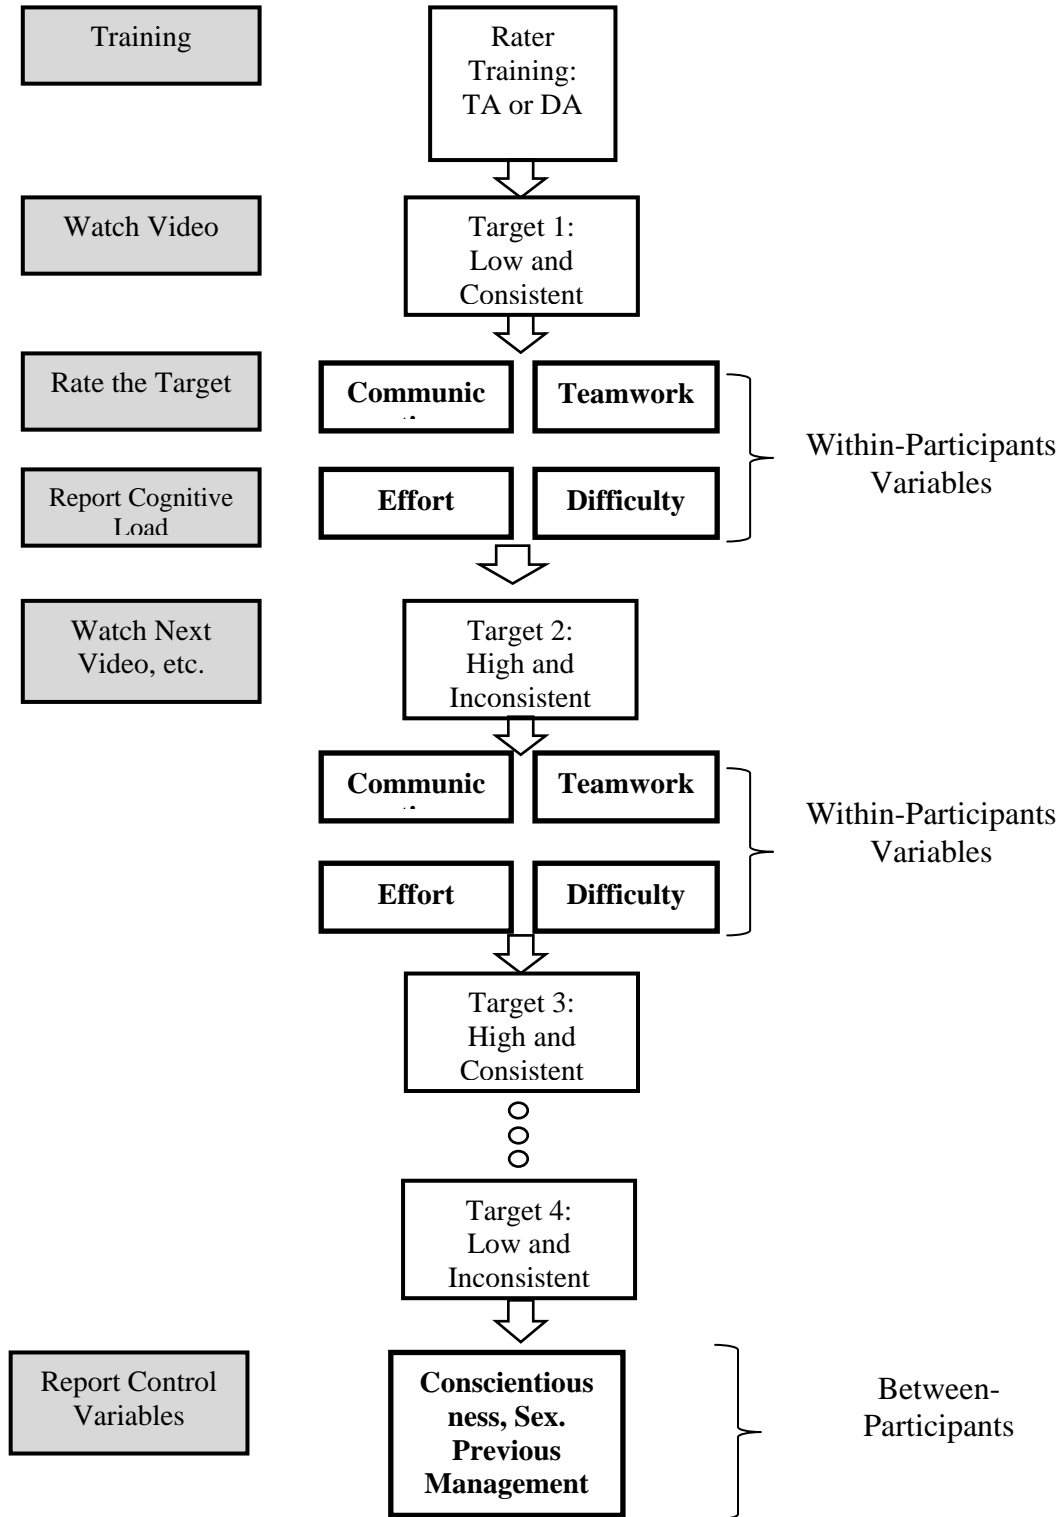 Training
Rater
Training:
TA or DA
Watch Video
Target 1:
Low and
Consistent
Rate the Target
Communic
Teamwork
Within-Participants
Variables
Report Cognitive
Load
Effort
Difficulty
Watch Next
Video, etc.
Target 2:
High and
Inconsistent
Communic
Teamwork
Within-Participants
Variables
Effort
Difficulty
Target 3:
High and
Consistent
Target 4:
Low and
Inconsistent
Report Control
Variables
Conscientious
ness, Sex.
Previous
Management
Between-
Participants